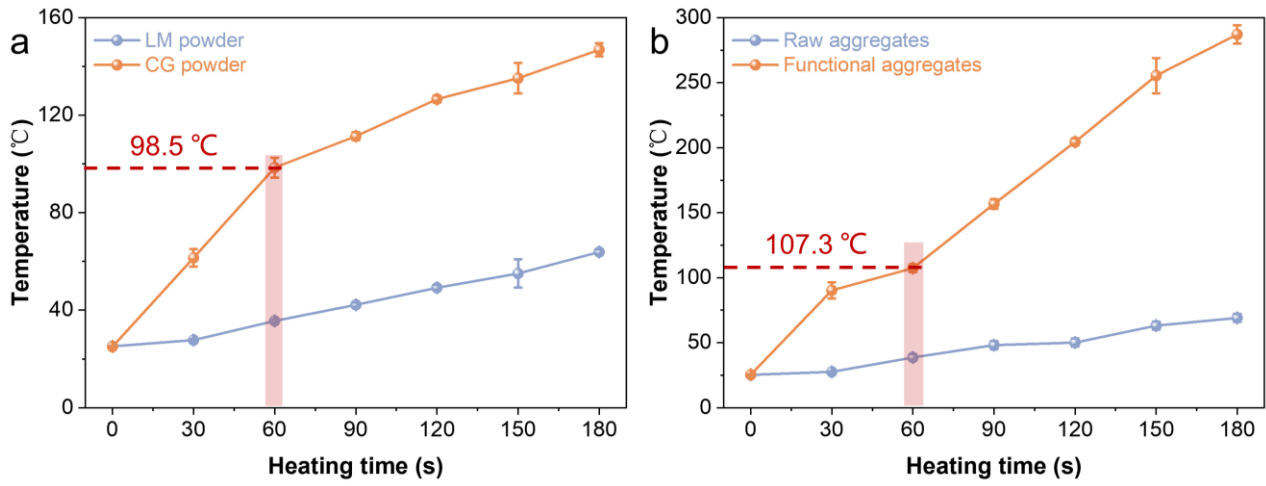 a
LM powder
CG powder
98.5 ℃
Temperature (℃)
160
120
80
40
0
0 30 60 90 120 150 180
Heating time (s)
b
Raw aggregates
Functional aggregates
107.3 ℃
Temperature (℃)
300
250
200
150
100
50
0
0 30 60 90 120 150 180
Heating time (s)